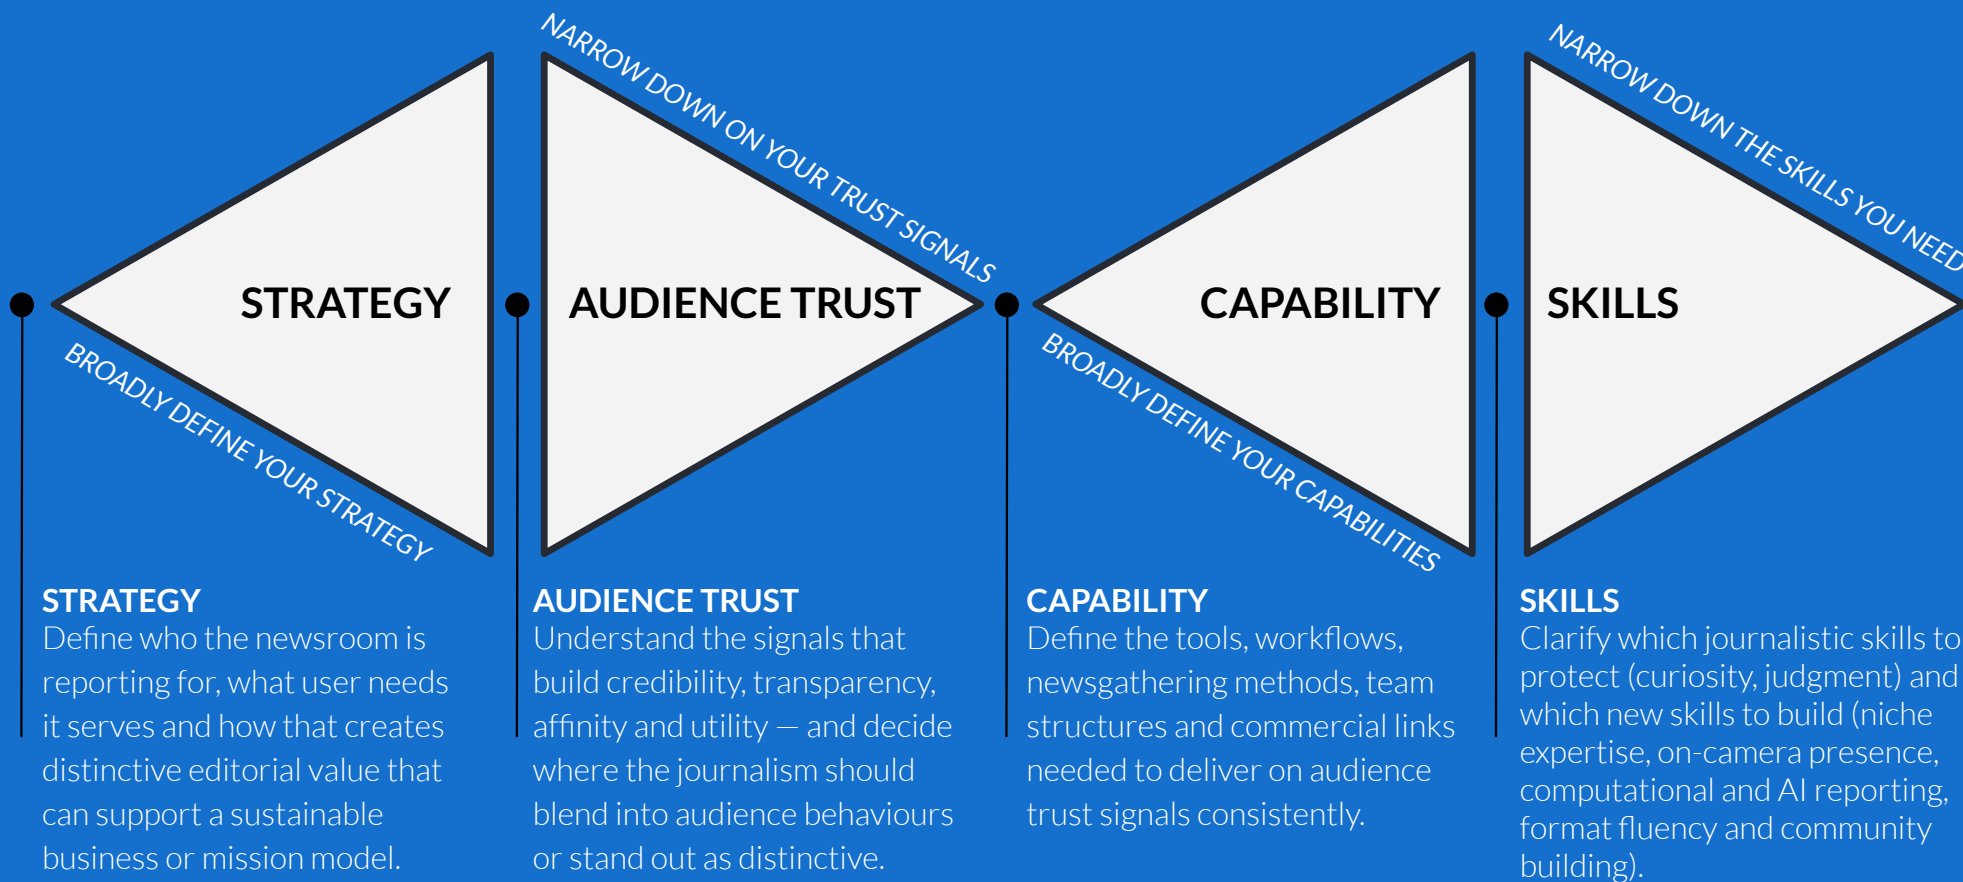 NARROW DOWN ON YOUR TRUST SIGNALS
NARROW DOWN THE SKILLS YOU NEED
STRATEGY
AUDIENCE TRUST
CAPABILITY
SKILLS
BROADLY DEFINE YOUR STRATEGY
BROADLY DEFINE YOUR CAPABILITIES
STRATEGY
Define who the newsroom is
reporting for, what user needs
it serves and how that creates
distinctive editorial value that
can support a sustainable
business or mission model.
AUDIENCE TRUST
Understand the signals that
build credibility, transparency,
affinity and utility — and decide
where the journalism should
blend into audience behaviours
or stand out as distinctive.
CAPABILITY
Define the tools, workflows,
newsgathering methods, team
structures and commercial links
needed to deliver on audience
trust signals consistently.
SKILLS
Clarify which journalistic skills to
protect (curiosity, judgment) and
which new skills to build (niche
expertise, on-camera presence,
computational and AI reporting,
format fluency and community
building).